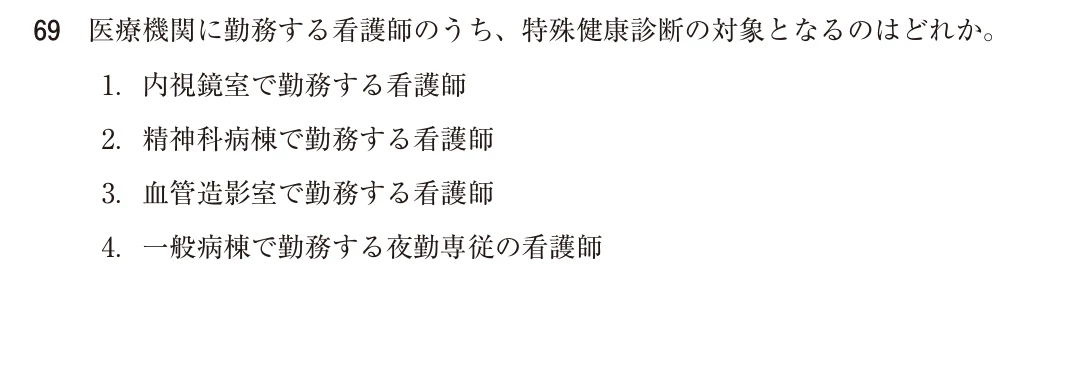 69 医療機関に勤務する看護師のうち、特殊健康診断の対象となるのはどれか。
1. 内視鏡室で勤務する看護師
2. 精神科病棟で勤務する看護師
3. 血管造影室で勤務する看護師
4. 一般病棟で勤務する夜勤専従の看護師